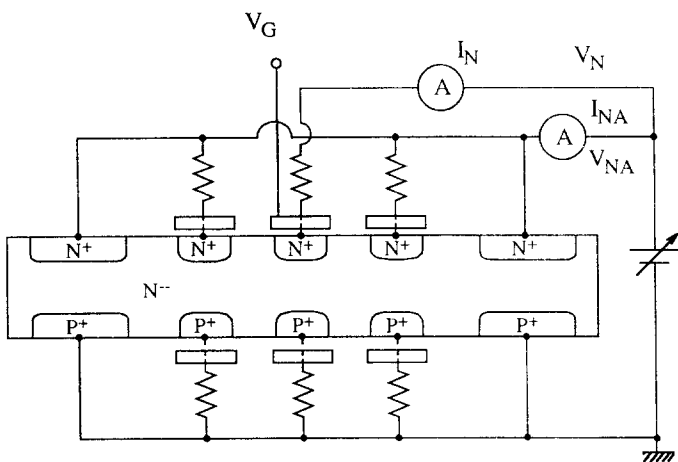 V_G
I_N
V_N
A
I_NA
A
V_NA
N⁺ N⁺ N⁺ N⁺ N⁺
N⁻⁻
P⁺ P⁺ P⁺ P⁺ P⁺